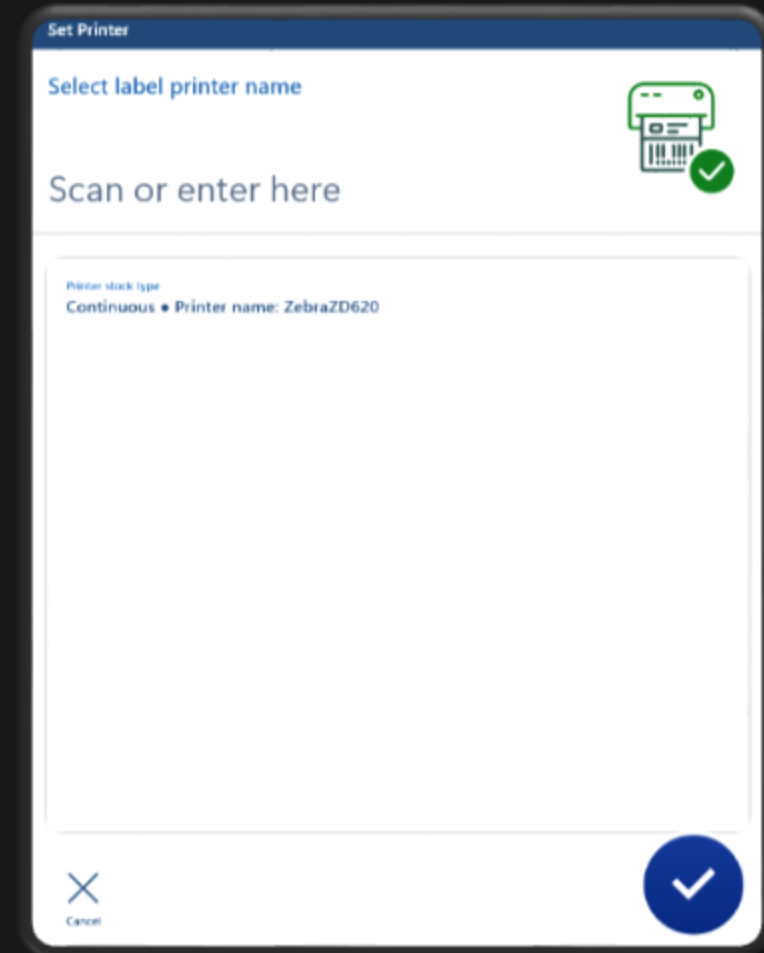 Set Printer
Select label printer name
Scan or enter here
Printer stock type
Continuous • Printer name: ZebraZD620
Cancel